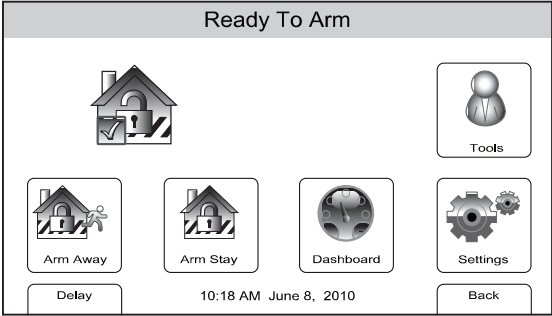 Ready To Arm
Tools
Arm Away
Arm Stay
Dashboard
Settings
Delay
10:18 AM June 8, 2010
Back